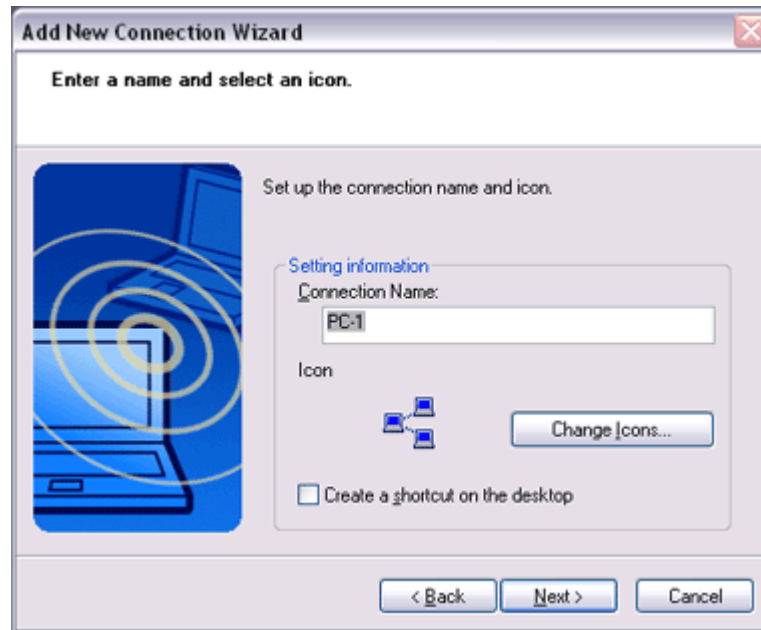 Add New Connection Wizard
Enter a name and select an icon.
Set up the connection name and icon.
Setting information
Connection Name:
PC-1
Icon
Change Icons...
Create a shortcut on the desktop
< Back
Next >
Cancel